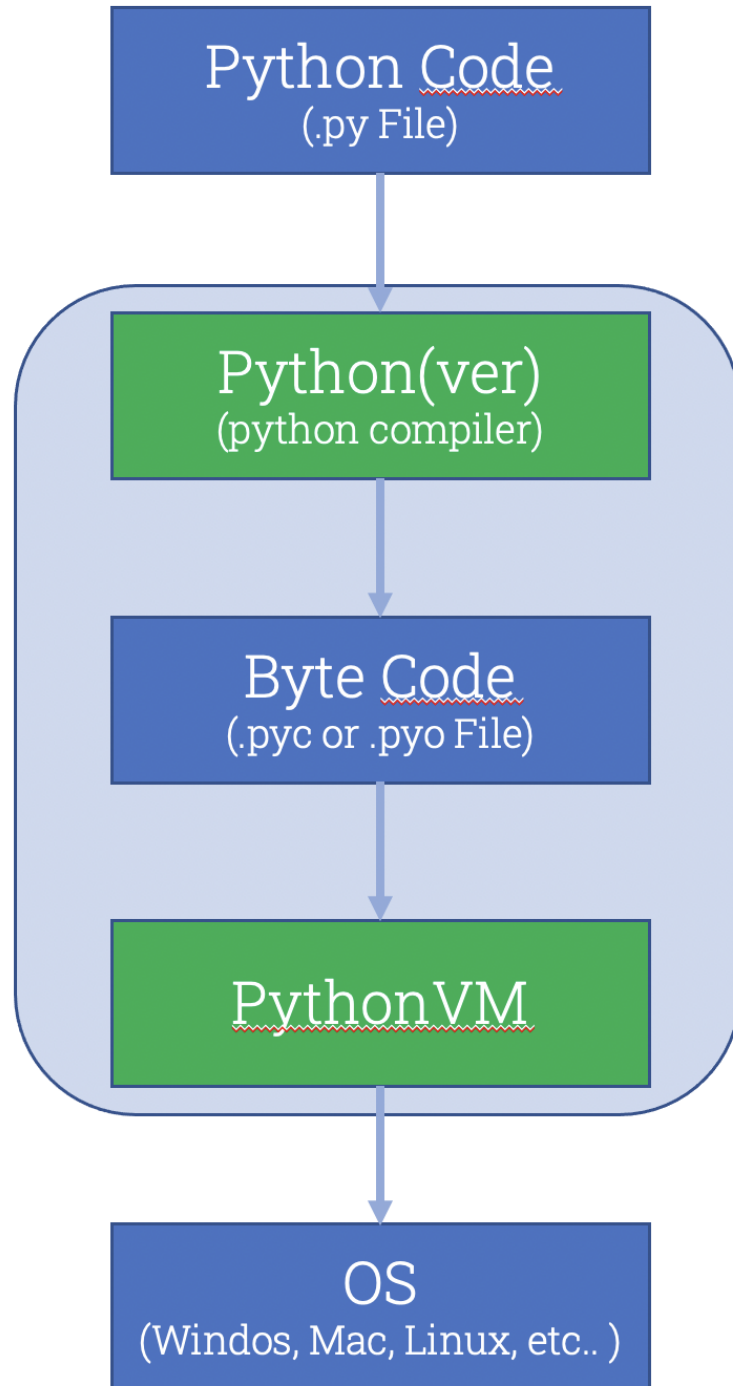 Python Code
(.py File)
Python(ver)
(python compiler)
Byte Code
(.pyc or .pyo File)
PythonVM
OS
(Windos, Mac, Linux, etc.. )